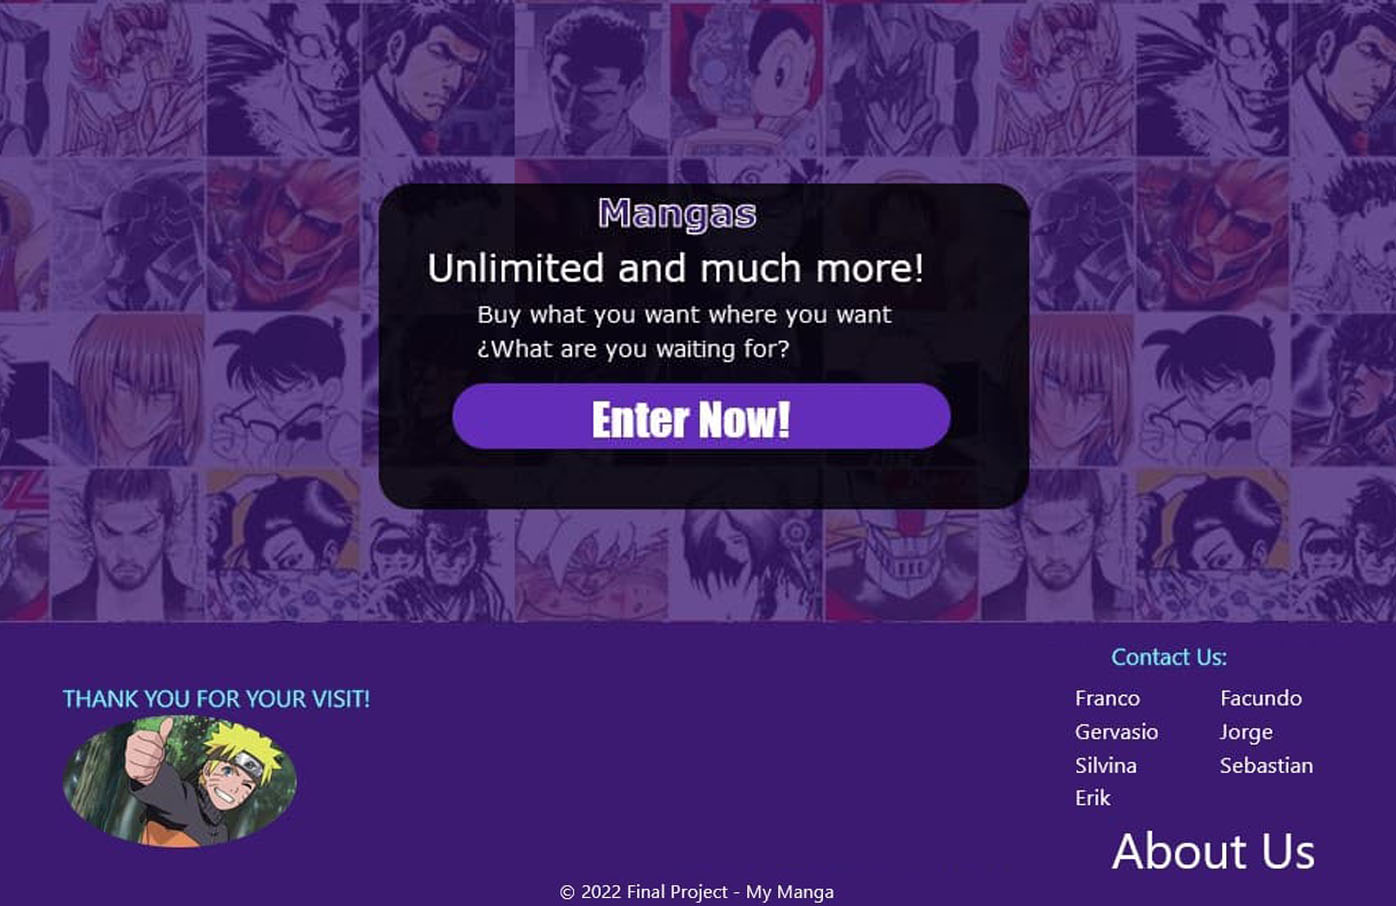 Mangas
Unlimited and much more!
Buy what you want where you want
¿What are you waiting for?
Enter Now!
THANK YOU FOR YOUR VISIT!
Contact Us:
Franco Facundo
Gervasio Jorge
Silvina Sebastian
Erik
About Us
© 2022 Final Project - My Manga